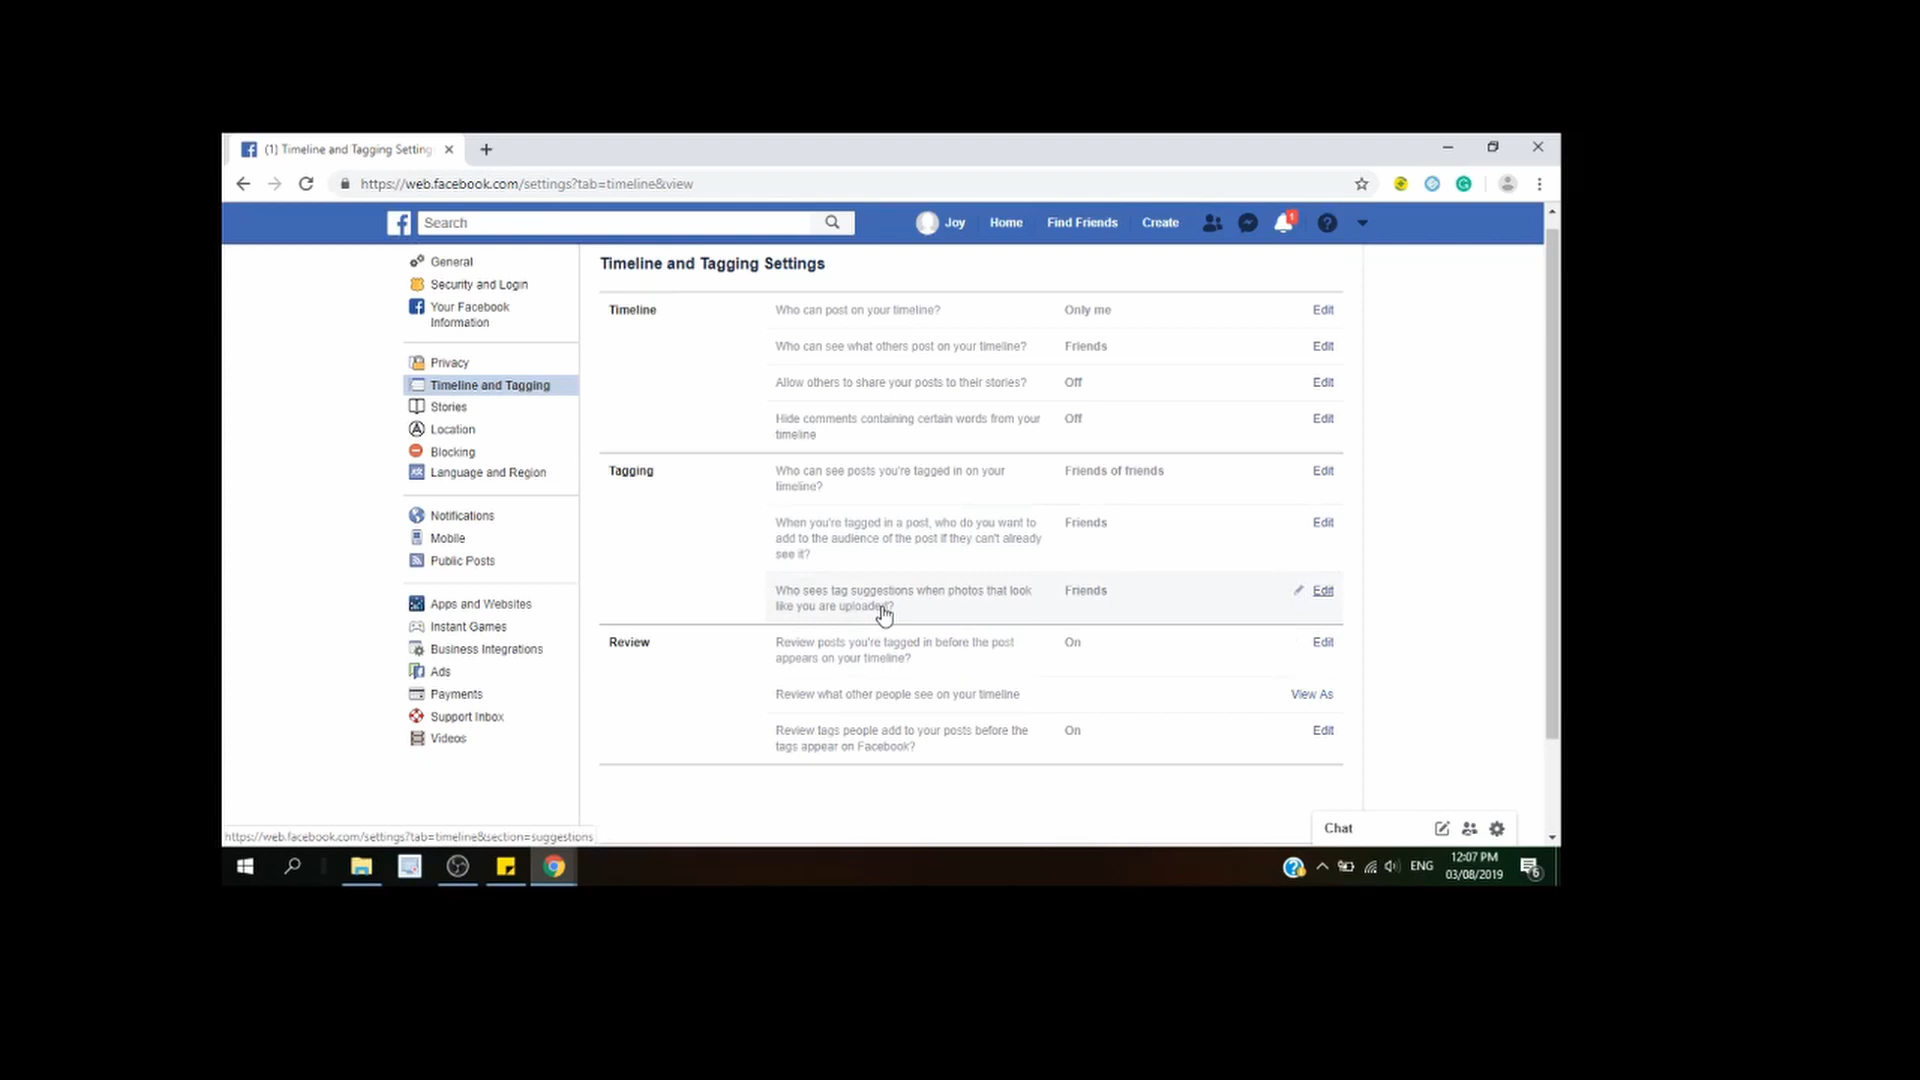 (1) Timeline and Tagging Setting
https://web.facebook.com/settings?tab=timeline&view
Search
Joy
Home
Find Friends
Create
1
General
Security and Login
Your Facebook
Information
Privacy
Timeline and Tagging
Stories
Location
Blocking
Language and Region
Notifications
Mobile
Public Posts
Apps and Websites
Instant Games
Business Integrations
Ads
Payments
Support Inbox
Videos
Timeline and Tagging Settings
Timeline
Who can post on your timeline?
Only me
Edit
Who can see what others post on your timeline?
Friends
Edit
Allow others to share your posts to their stories?
Off
Edit
Hide comments containing certain words from your
timeline
Off
Edit
Tagging
Who can see posts you're tagged in on your
timeline?
Friends of friends
Edit
When you're tagged in a post, who do you want to
add to the audience of the post if they can't already
see it?
Friends
Edit
Who sees tag suggestions when photos that look
like you are uploaded?
Friends
Edit
Review
Review posts you're tagged in before the post
appears on your timeline?
On
Edit
Review what other people see on your timeline
View As
Review tags people add to your posts before the
tags appear on Facebook?
On
Edit
Chat
https://web.facebook.com/settings?tab=timeline&section=suggestions
ENG
12:07 PM
03/08/2019
6